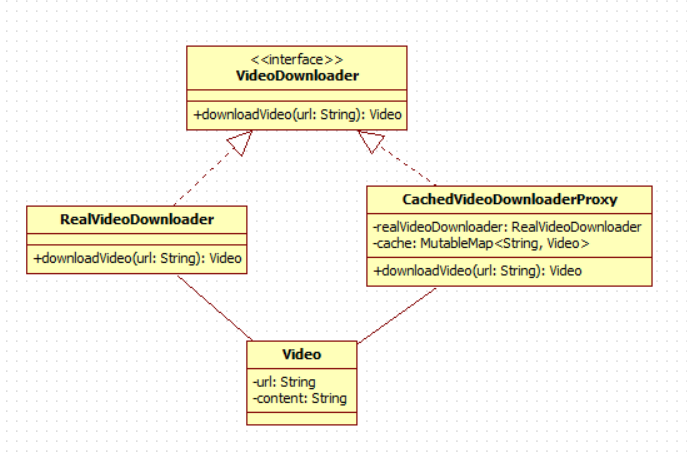 <<interface>>
VideoDownloader
+downloadVideo(url: String): Video
RealVideoDownloader
+downloadVideo(url: String): Video
CachedVideoDownloaderProxy
-realVideoDownloader: RealVideoDownloader
-cache: MutableMap<String, Video>
+downloadVideo(url: String): Video
Video
-url: String
-content: String